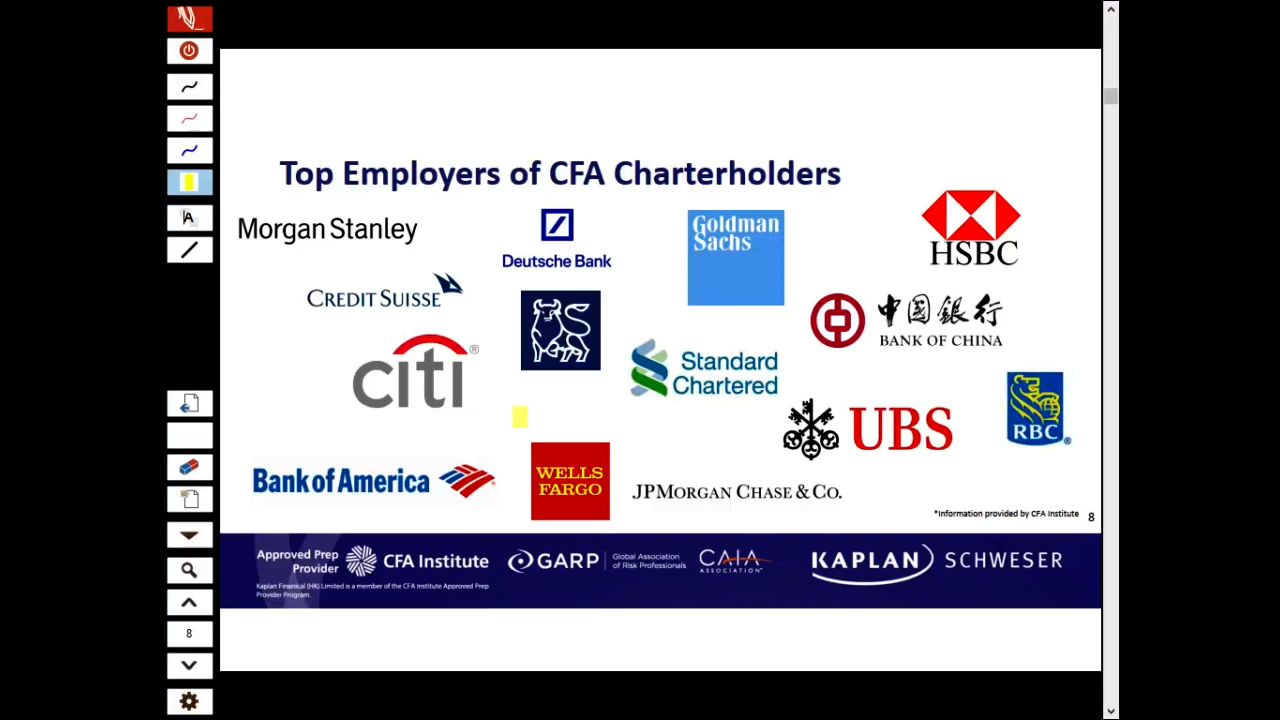 Top Employers of CFA Charterholders
Morgan Stanley
Deutsche Bank
Goldman
Sachs
HSBC
CREDIT SUISSE
中國銀行
BANK OF CHINA
citi®
Standard
Chartered
UBS
RBC®
Bank of America
WELLS
FARGO
JPMORGAN CHASE & CO.
*Information provided by CFA Institute
8
Approved Prep
Provider
CFA Institute
GARP
Global Association
of Risk Professionals
CAIA
ASSOCIATION®
KAPLAN
SCHWESER
Kaplan Finanical (HK) Limited is a member of the CFA Institute Approved Prep
Provider Program.
A
8